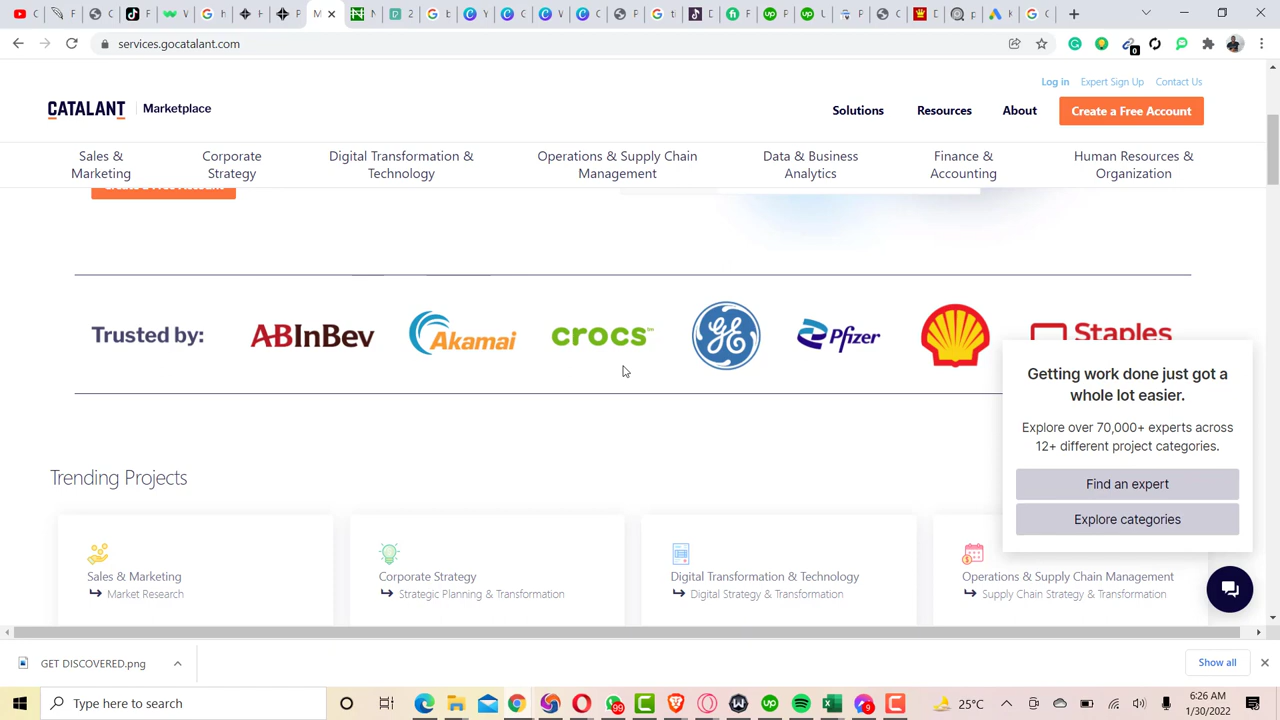 M
G
services.gocatalant.com
0
Log in
Expert Sign Up
Contact Us
CATALANT
Marketplace
Solutions
Resources
About
Create a Free Account
Sales & Marketing
Corporate Strategy
Digital Transformation & Technology
Operations & Supply Chain Management
Data & Business Analytics
Finance & Accounting
Human Resources & Organization
Trusted by:
ABInBev
Akamai
crocs™
GE
Pfizer
Staples
Getting work done just got a
whole lot easier.
Explore over 70,000+ experts across
12+ different project categories.
Find an expert
Explore categories
Trending Projects
Sales & Marketing
Market Research
Corporate Strategy
Strategic Planning & Transformation
Digital Transformation & Technology
Digital Strategy & Transformation
Operations & Supply Chain Management
Supply Chain Strategy & Transformation
GET DISCOVERED.png
Show all
Type here to search
99
9
25°C
6:26 AM
1/30/2022